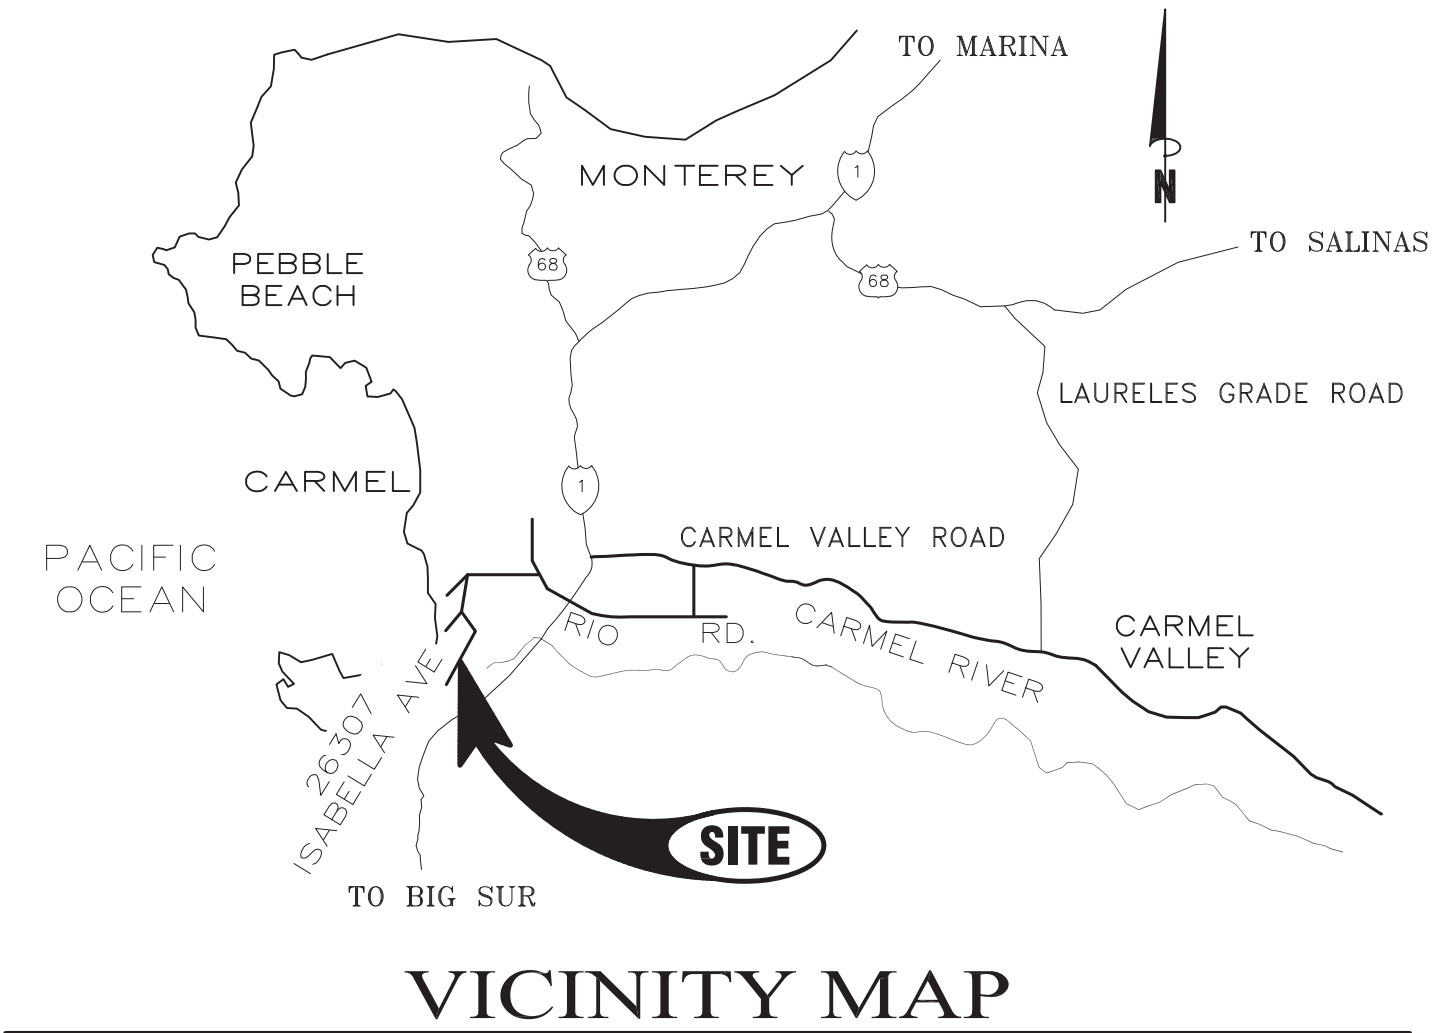 TO MARINA
MONTEREY
1
N
TO SALINAS
PEBBLE
BEACH
68
68
LAURELES GRADE ROAD
CARMEL
1
CARMEL VALLEY ROAD
PACIFIC
OCEAN
RIO RD.
CARMEL RIVER
CARMEL
VALLEY
26307
ISABELLA AVE
SITE
TO BIG SUR
VICINITY MAP